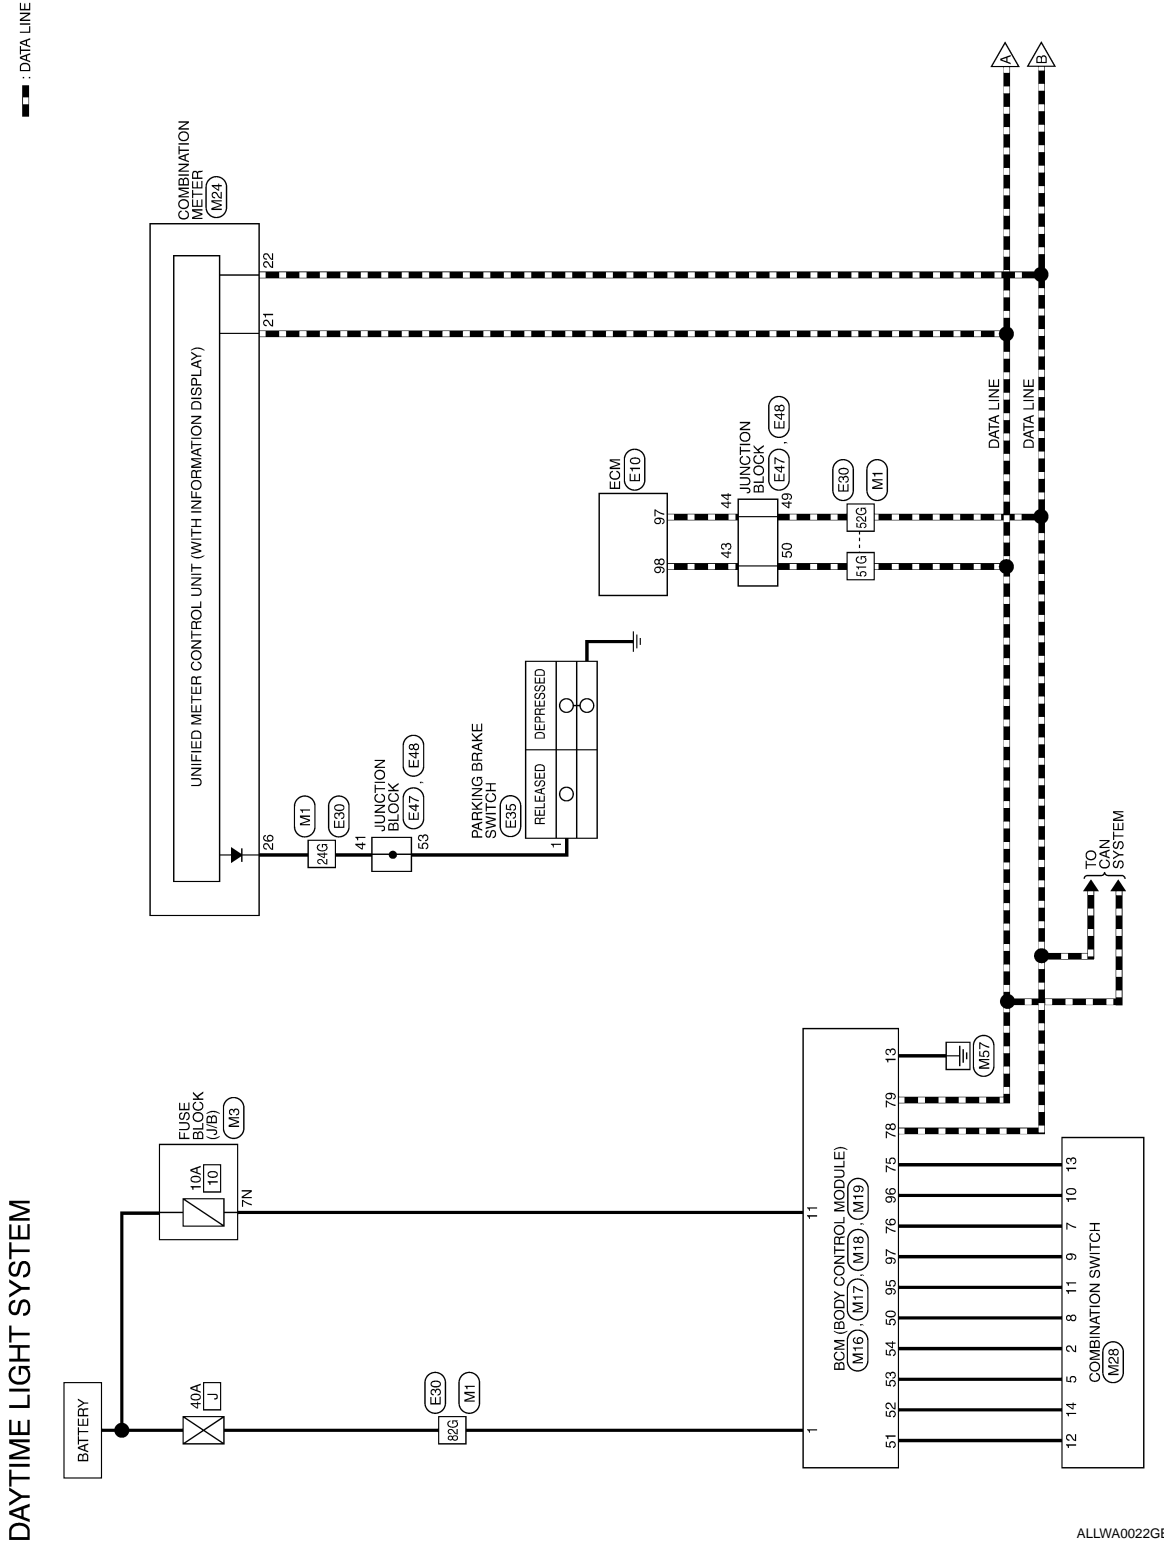 DAYTIME LIGHT SYSTEM
: DATA LINE
BATTERY
40A
J
FUSE
BLOCK
(J/B)
M3
10A
10
7N
E30
M1
82G
1
11
BCM (BODY CONTROL MODULE)
M16 , M17 , M18 , M19
51
52
53
54
50
95
97
76
96
75
78
79
13
M57
12
14
5
2
8
11
9
7
10
13
COMBINATION SWITCH
M28
COMBINATION
METER
M24
UNIFIED METER CONTROL UNIT (WITH INFORMATION DISPLAY)
26
21
22
M1
E30
24G
41
JUNCTION
BLOCK
E47 , E48
53
PARKING BRAKE
SWITCH
E35
1
RELEASED
DEPRESSED
ECM
E10
98
97
43
44
JUNCTION
BLOCK
E47 , E48
50
49
E30
M1
51G
52G
DATA LINE
DATA LINE
A
B
TO
CAN
SYSTEM
ALLWA0022GE